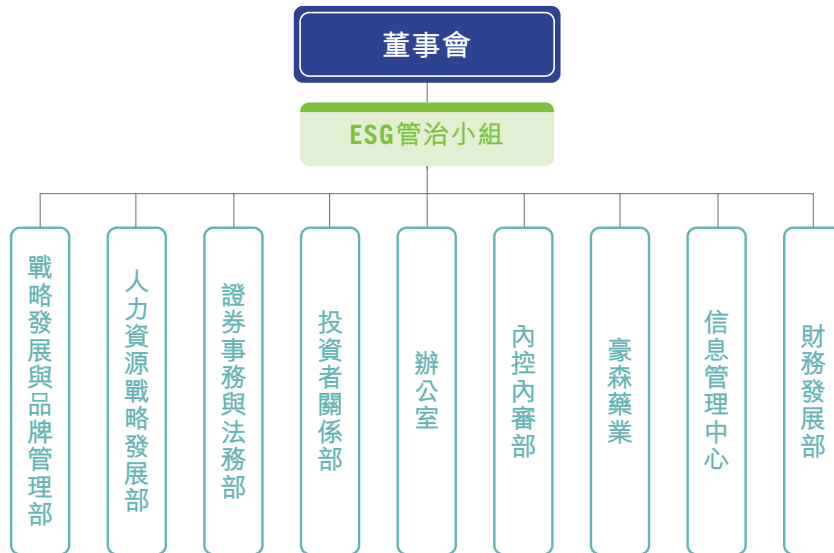 董事會
ESG管治小組
戰略發展與品牌管理部
人力資源戰略發展部
證券事務與法務部
投資者關係部
辦公室
內控內審部
豪森藥業
信息管理中心
財務發展部